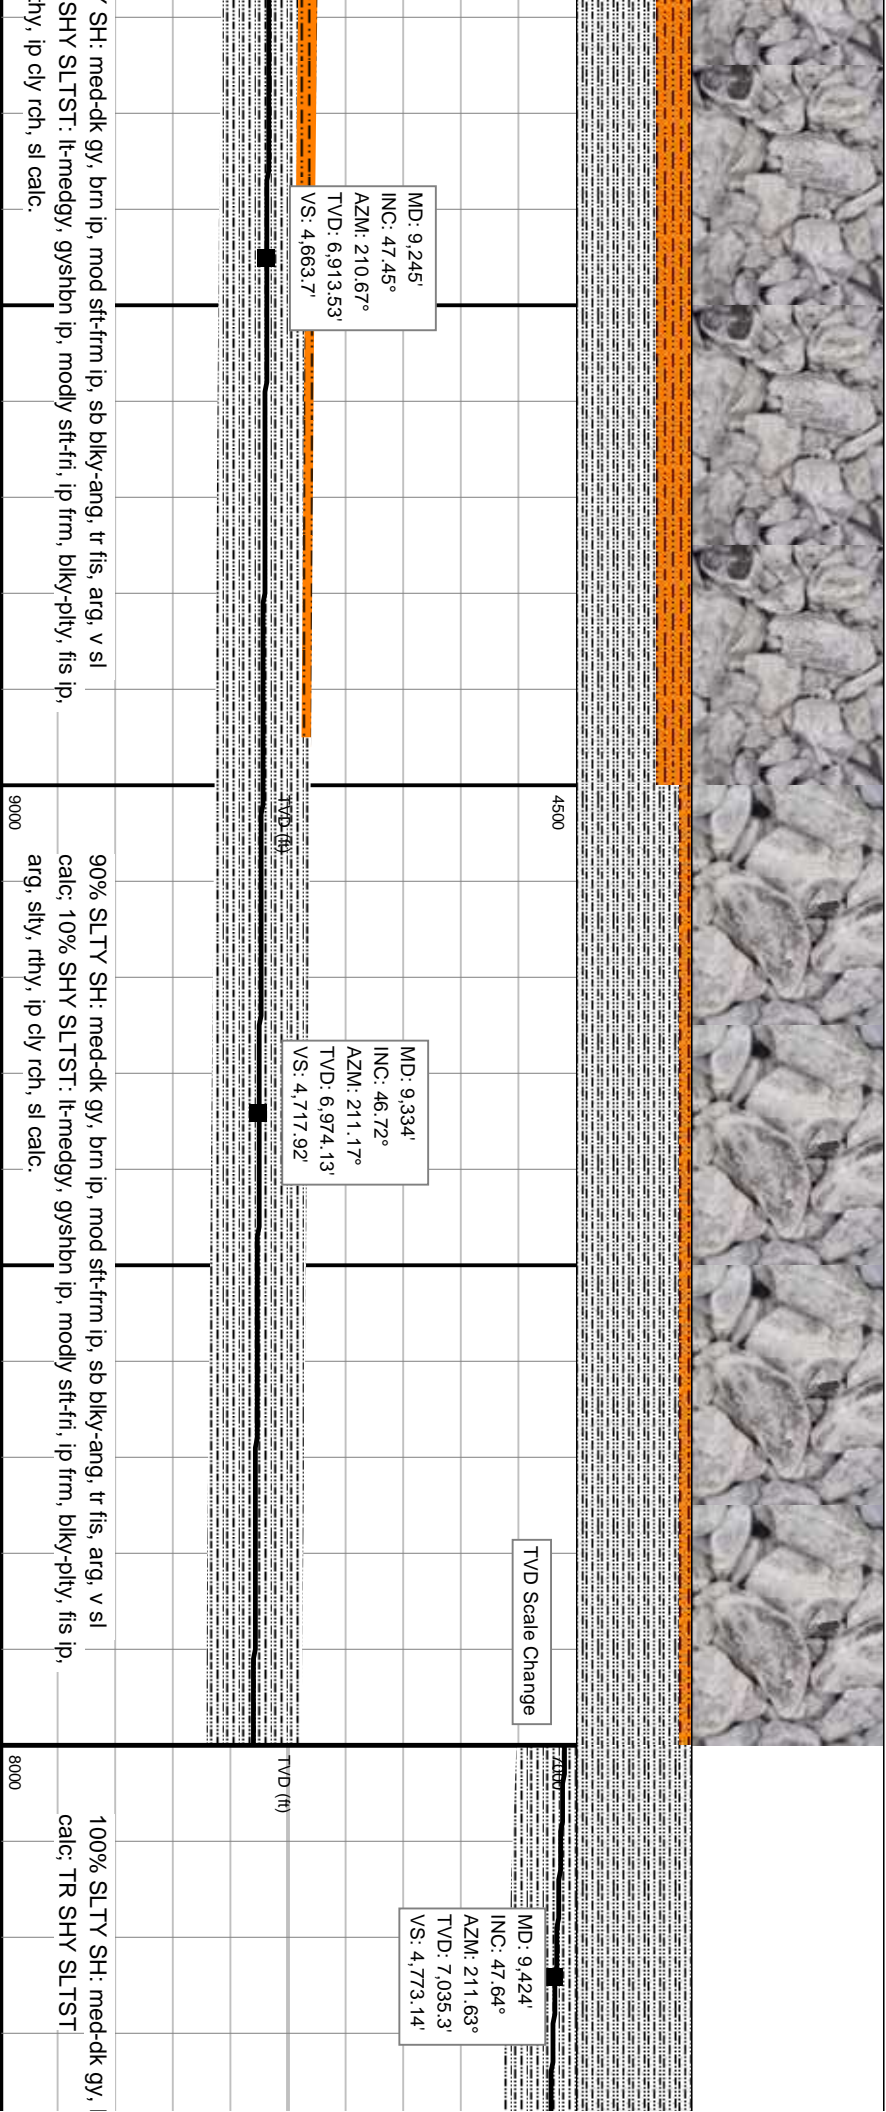 Y SH: med-dk gy, brn ip, mod sft-frm ip, sb blky-ang, tr fis, arg, v sl
SHY SLTST: lt-medgy, gyshbn ip, modly sft-fri, ip frm, blky-plty, fis ip,
hy, ip cly rch, sl calc.
MD: 9,245'
INC: 47.45°
AZM: 210.67°
TVD: 6,913.53'
VS: 4,663.7'
4500
TVD (ft)
9000
90% SLTY SH: med-dk gy, brn ip, mod sft-frm ip, sb blky-ang, tr fis, arg, v sl
calc; 10% SHY SLTST: lt-medgy, gyshbn ip, modly sft-fri, ip frm, blky-plty, fis ip,
arg, slty, rthy, ip cly rch, sl calc.
MD: 9,334'
INC: 46.72°
AZM: 211.17°
TVD: 6,974.13'
VS: 4,717.92'
TVD Scale Change
7000
TVD (ft)
8000
100% SLTY SH: med-dk gy,
calc; TR SHY SLTST
MD: 9,424'
INC: 47.64°
AZM: 211.63°
TVD: 7,035.3'
VS: 4,773.14'